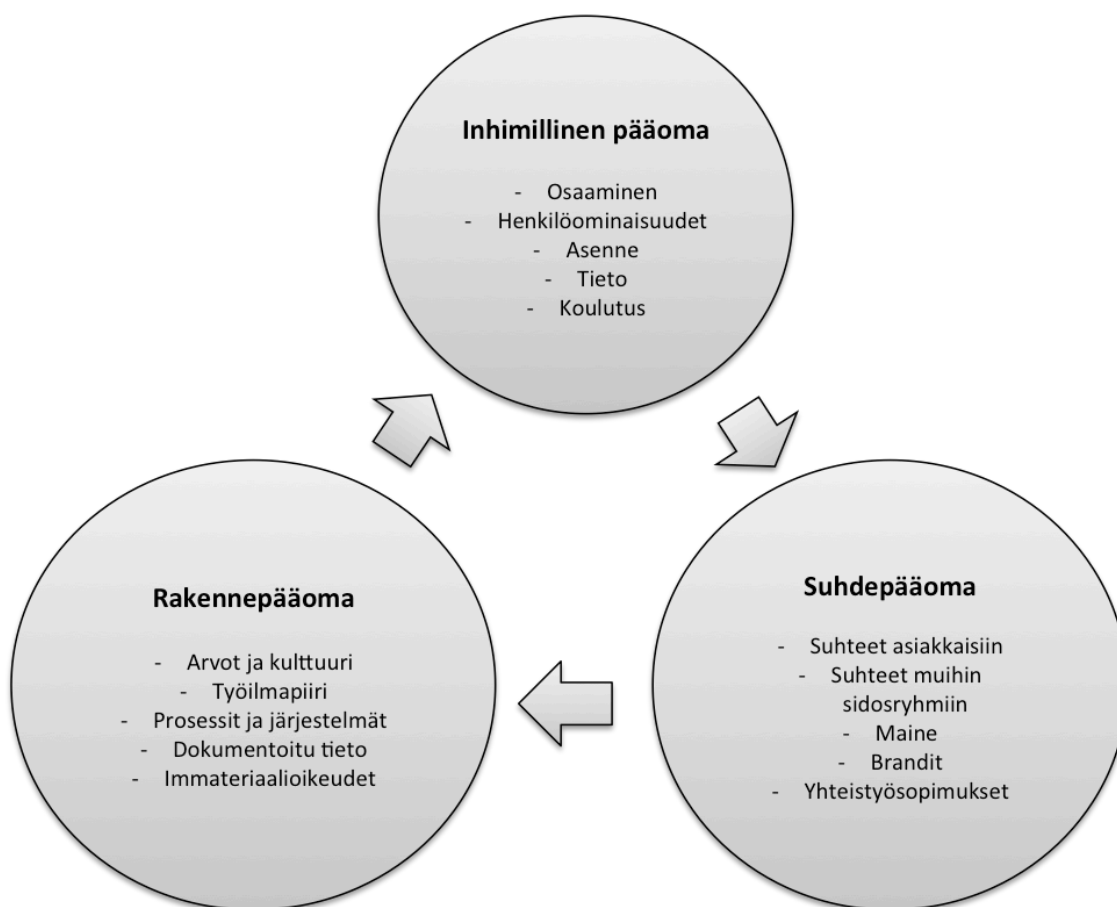 Inhimillinen pääoma
- Osaaminen
- Henkilöominaisuudet
- Asenne
- Tieto
- Koulutus
Rakennepääoma
- Arvot ja kulttuuri
- Työilmapiiri
- Prosessit ja järjestelmät
- Dokumentoitu tieto
- Immateriaalioikeudet
Suhdepääoma
- Suhteet asiakkaisiin
- Suhteet muihin
sidosryhmiin
- Maine
- Brandit
- Yhteistyösopimukset